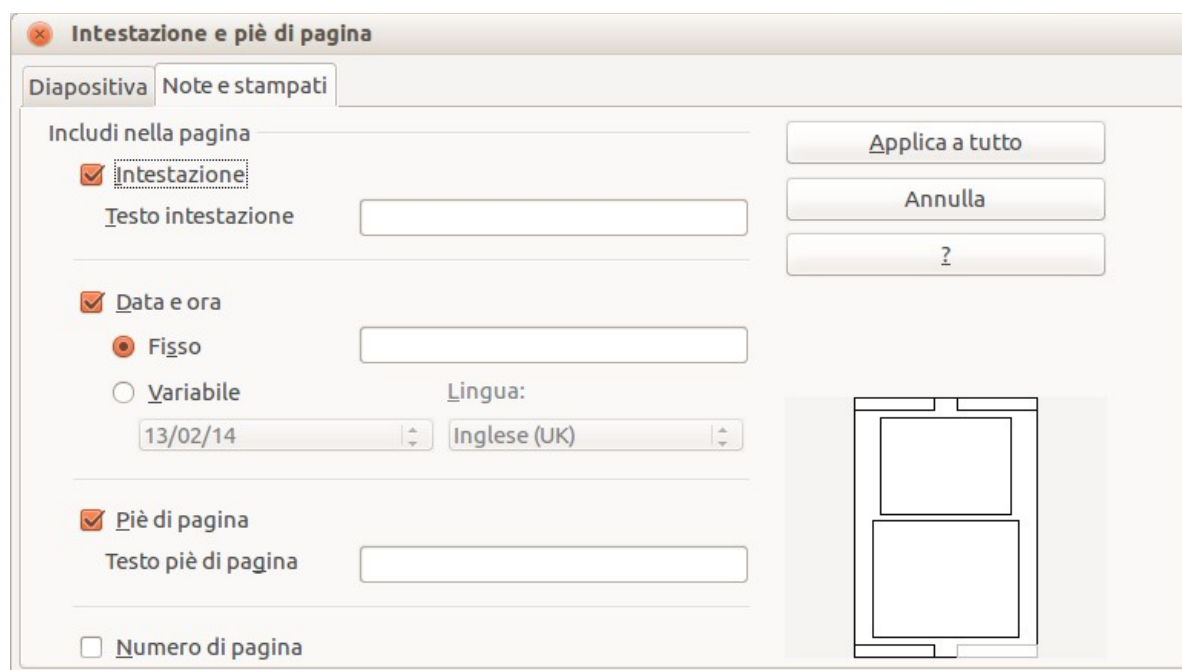 Intestazione e piè di pagina
Diapositiva Note e stampati
Includi nella pagina
Intestazione
Testo intestazione
Data e ora
Fisso
Variabile Lingua:
13/02/14 Inglese (UK)
Piè di pagina
Testo piè di pagina
Numero di pagina
Applica a tutto
Annulla
?